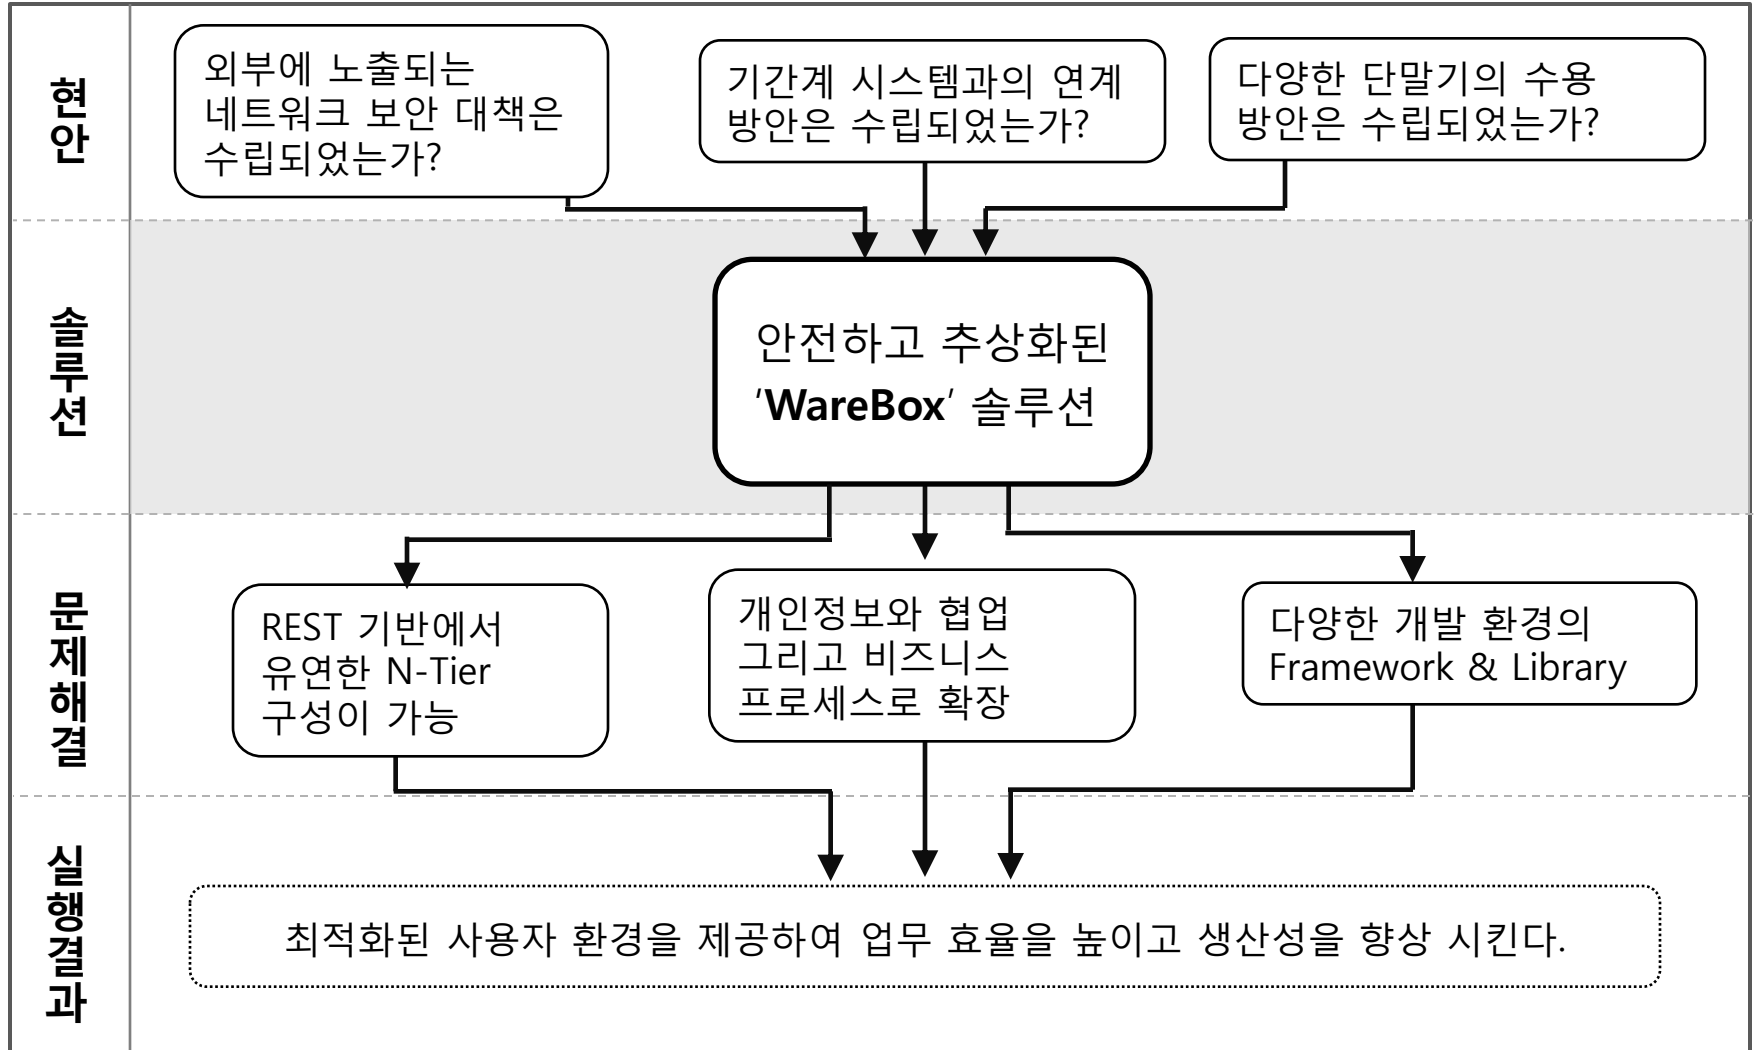 현안
외부에 노출되는
네트워크 보안 대책은
수립되었는가?
기간계 시스템과의 연계
방안은 수립되었는가?
다양한 단말기의 수용
방안은 수립되었는가?
솔루션
안전하고 추상화된
‘WareBox’ 솔루션
문제해결
REST 기반에서
유연한 N-Tier
구성이 가능
개인정보와 협업
그리고 비즈니스
프로세스로 확장
다양한 개발 환경의
Framework & Library
실행결과
최적화된 사용자 환경을 제공하여 업무 효율을 높이고 생산성을 향상 시킨다.